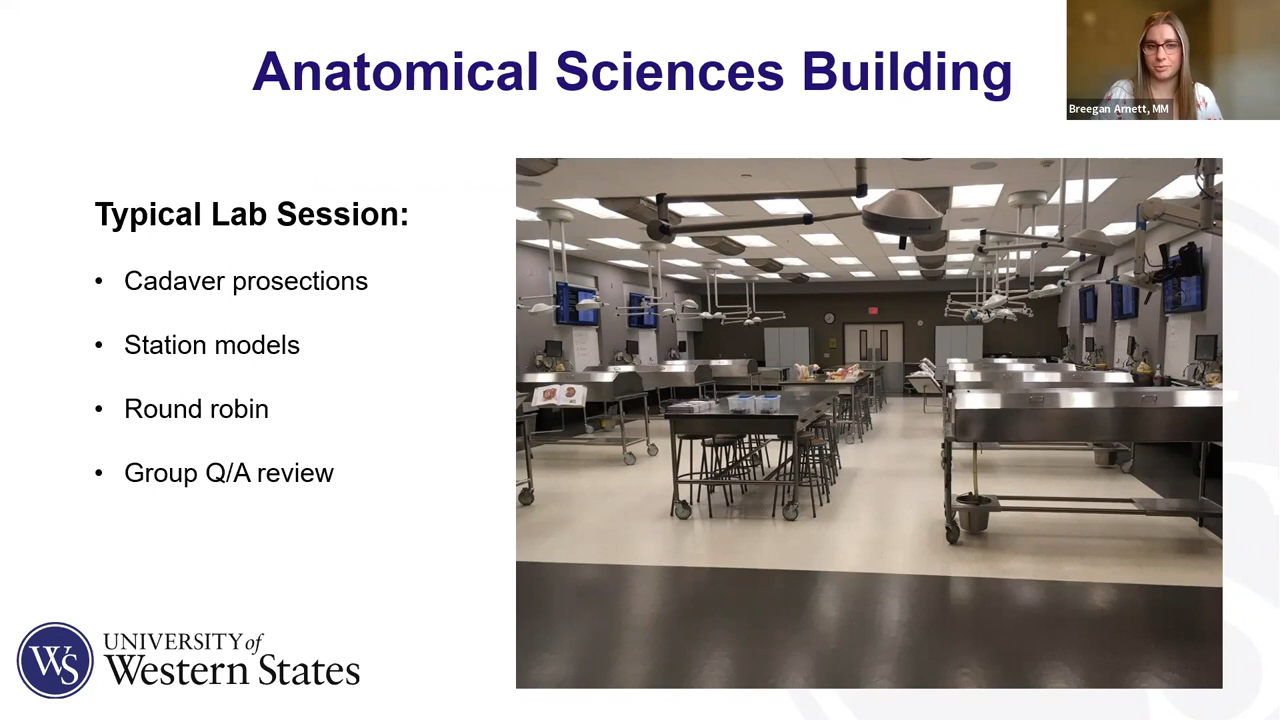 Anatomical Sciences Building
Breegan Arnett, MM
Typical Lab Session:
• Cadaver prosections
• Station models
• Round robin
• Group Q/A review
WS
UNIVERSITY of
Western States